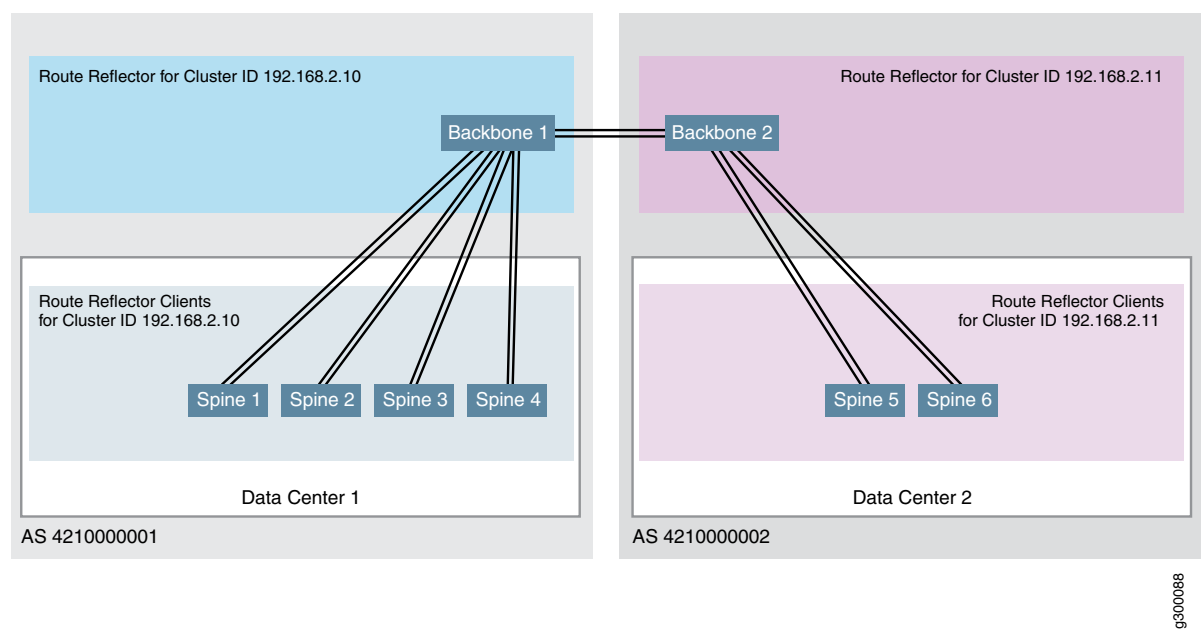 Route Reflector for Cluster ID 192.168.2.10
Route Reflector for Cluster ID 192.168.2.11
Backbone 1
Backbone 2
Route Reflector Clients
for Cluster ID 192.168.2.10
Route Reflector Clients
for Cluster ID 192.168.2.11
Spine 1
Spine 2
Spine 3
Spine 4
Spine 5
Spine 6
Data Center 1
Data Center 2
AS 4210000001
AS 4210000002
g300088